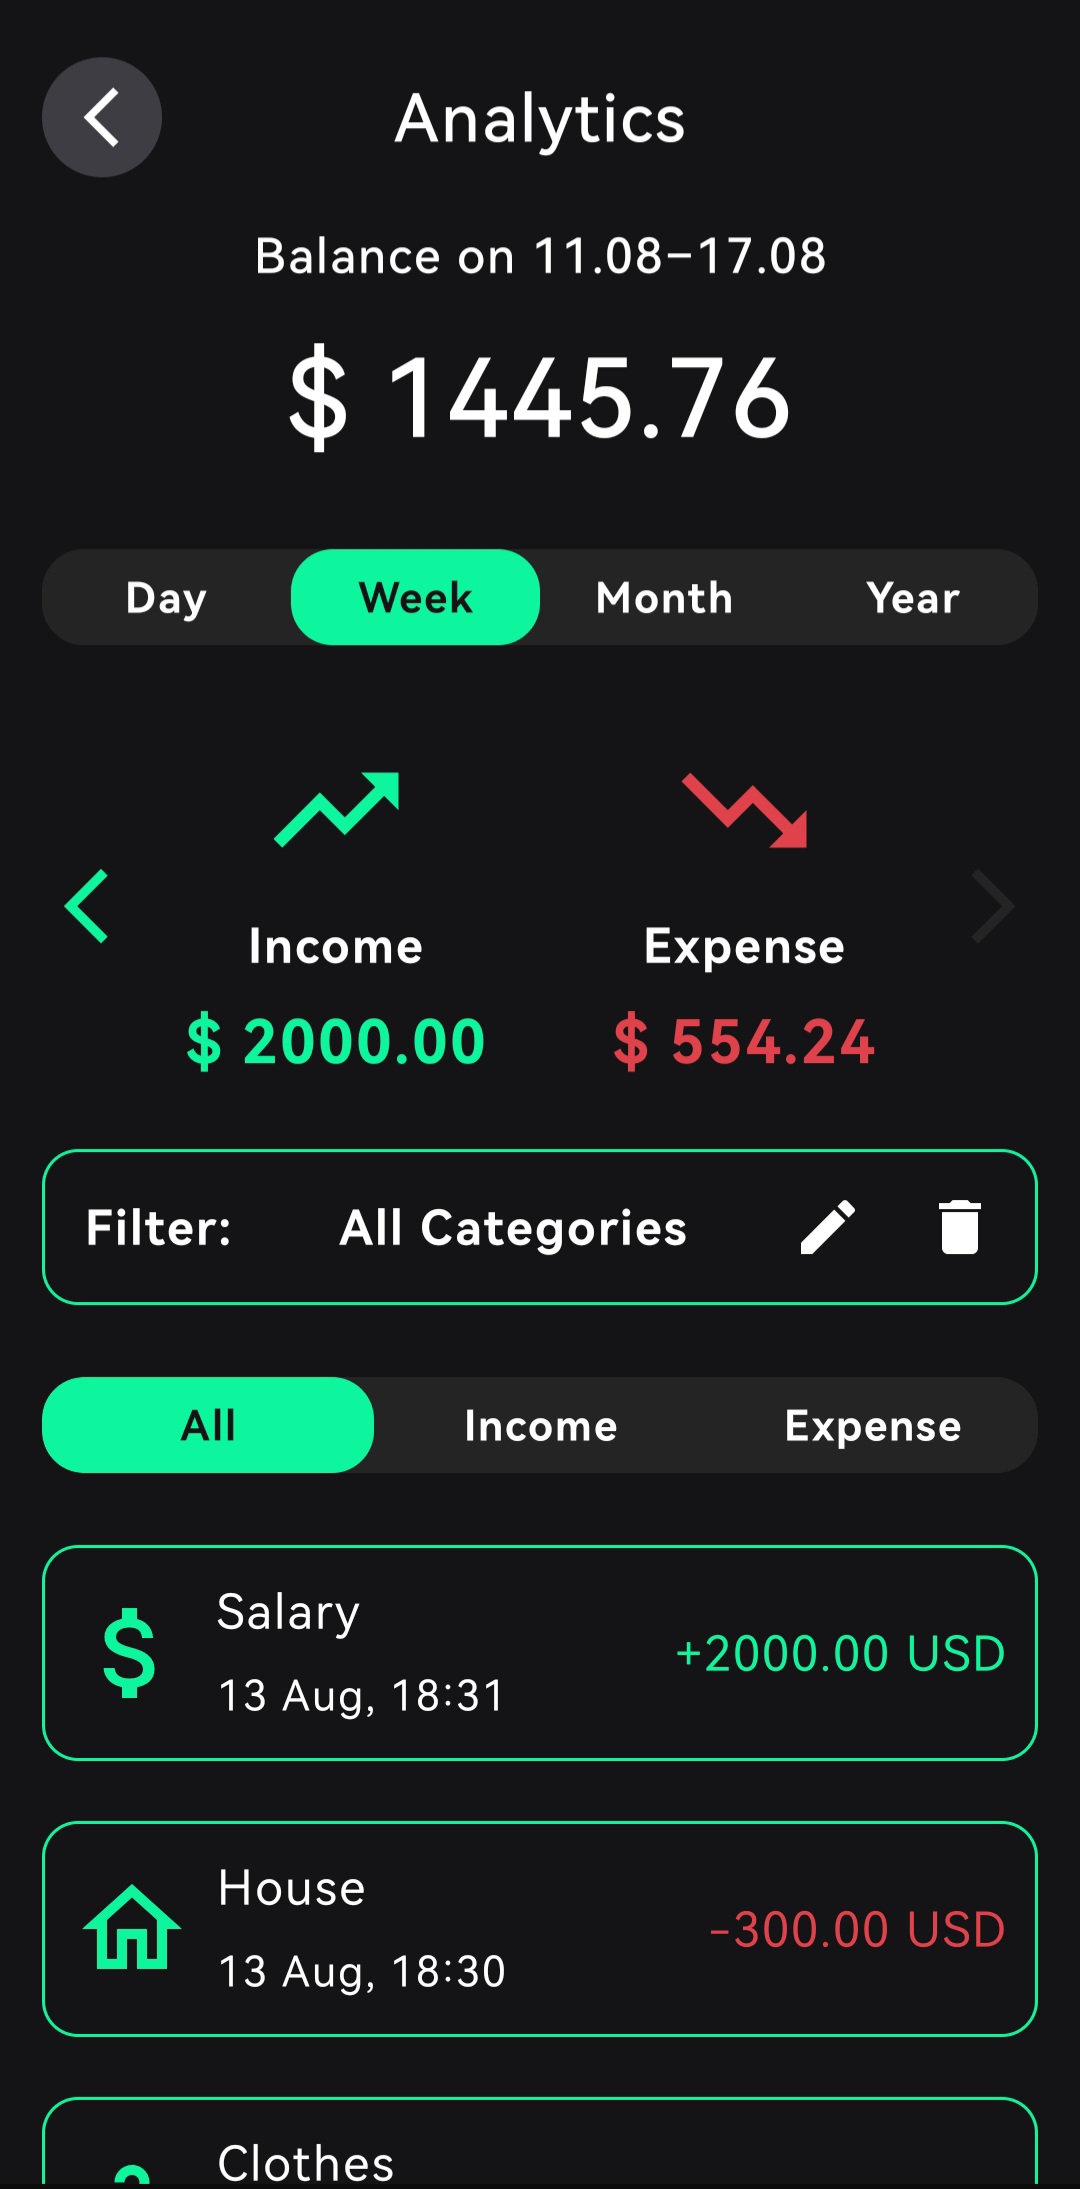 Analytics
Balance on 11.08–17.08
$ 1445.76
Day Week Month Year
Income Expense
$ 2000.00 $ 554.24
Filter: All Categories
All Income Expense
Salary
+2000.00 USD
13 Aug, 18:31
House
-300.00 USD
13 Aug, 18:30
Clothes